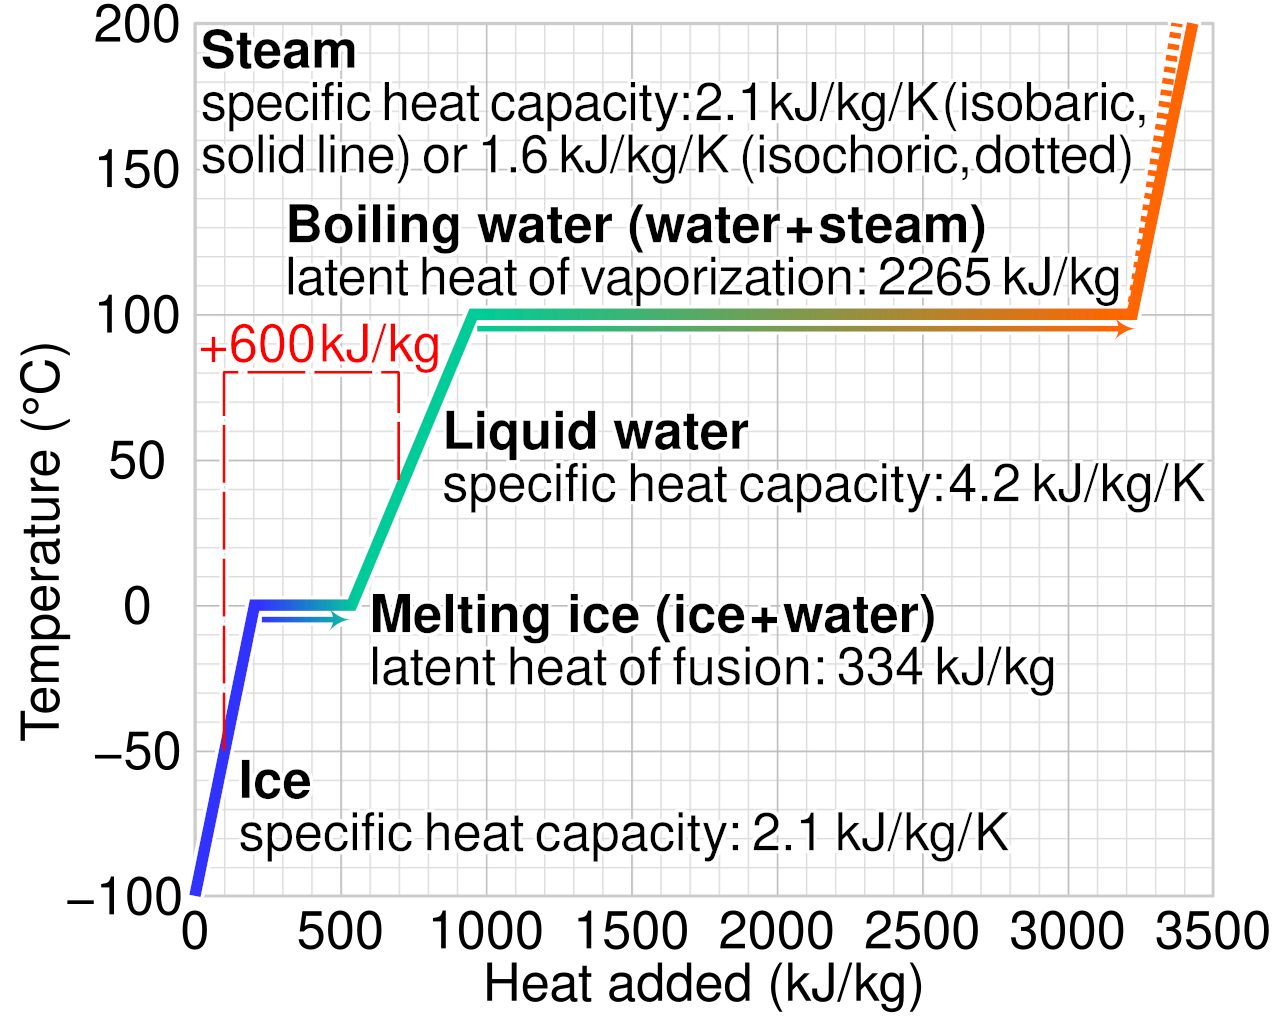 200
Steam
specific heat capacity: 2.1 kJ/kg/K (isobaric,
solid line) or 1.6 kJ/kg/K (isochoric, dotted)
150
Boiling water (water+steam)
latent heat of vaporization: 2265 kJ/kg
100
+600 kJ/kg
Liquid water
50
specific heat capacity: 4.2 kJ/kg/K
Temperature (°C)
0
Melting ice (ice+water)
latent heat of fusion: 334 kJ/kg
−50
Ice
specific heat capacity: 2.1 kJ/kg/K
−100
0 500 1000 1500 2000 2500 3000 3500
Heat added (kJ/kg)